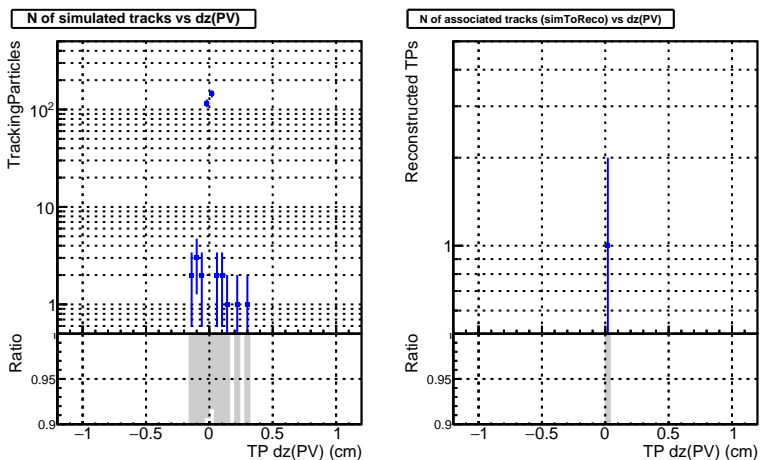 N of simulated tracks vs dz(PV)
TrackingParticles
10²
10
1
Ratio
1
0.95
0.9
−1
−0.5
0
0.5
1
TP dz(PV) (cm)
N of associated tracks (simToReco) vs dz(PV)
Reconstructed TPs
1
Ratio
1
0.95
0.9
−1
−0.5
0
0.5
1
TP dz(PV) (cm)